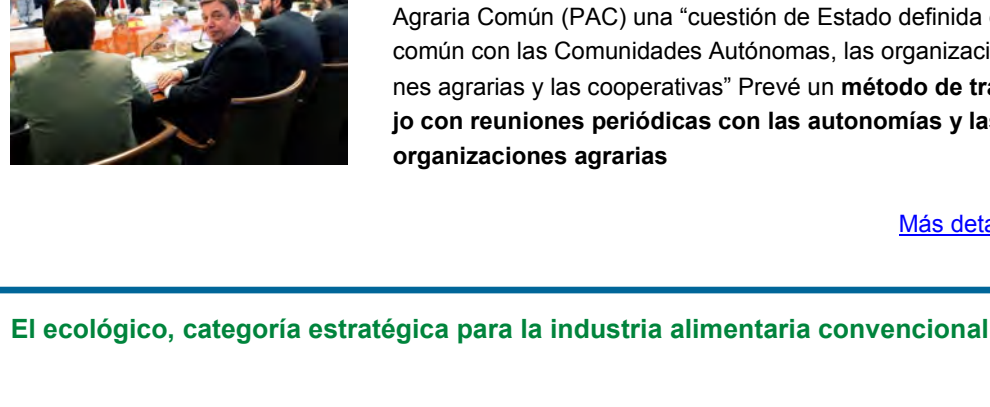 Agraria Común (PAC) una “cuestión de Estado definida
común con las Comunidades Autónomas, las organizaci
nes agrarias y las cooperativas” Prevé un método de tra
jo con reuniones periódicas con las autonomías y las
organizaciones agrarias
Más deta
El ecológico, categoría estratégica para la industria alimentaria convencional